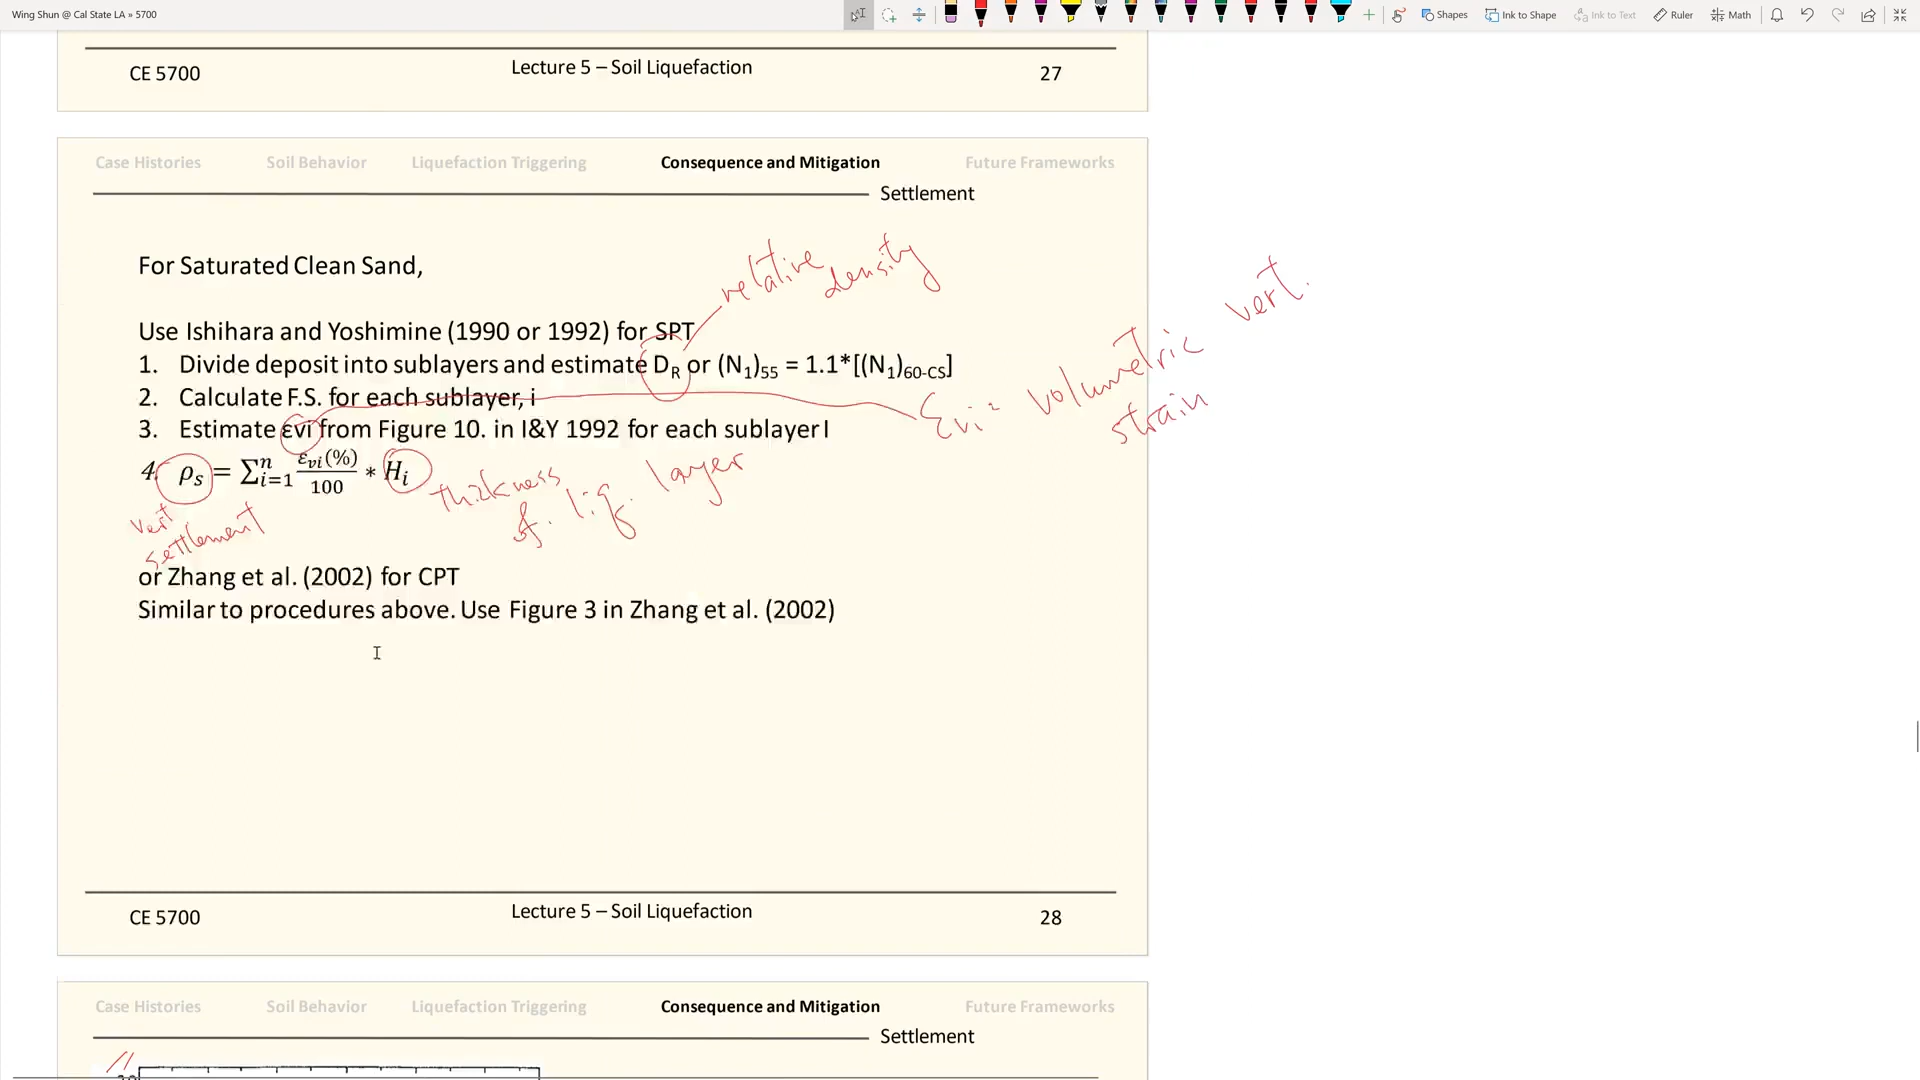 Wing Shun @ Cal State LA » 5700
Shapes Ink to Shape Ink to Text Ruler Math
CE 5700 Lecture 5 – Soil Liquefaction 27
Case Histories Soil Behavior Liquefaction Triggering Consequence and Mitigation Future Frameworks
Settlement
For Saturated Clean Sand,
relative density
Use Ishihara and Yoshimine (1990 or 1992) for SPT
1. Divide deposit into sublayers and estimate D_R or (N₁)₅₅ = 1.1*[(N₁)₆₀₋CS]
2. Calculate F.S. for each sublayer, i
εvi = volumetric vert.
strain
3. Estimate εvi from Figure 10. in I&Y 1992 for each sublayer I
4. ρ_s = ∑_{i=1}^{n} ε_{vi}(%)/100 * H_i
thickness
of. liq. layer
vert
settlement
or Zhang et al. (2002) for CPT
Similar to procedures above. Use Figure 3 in Zhang et al. (2002)
CE 5700 Lecture 5 – Soil Liquefaction 28
Case Histories Soil Behavior Liquefaction Triggering Consequence and Mitigation Future Frameworks
Settlement